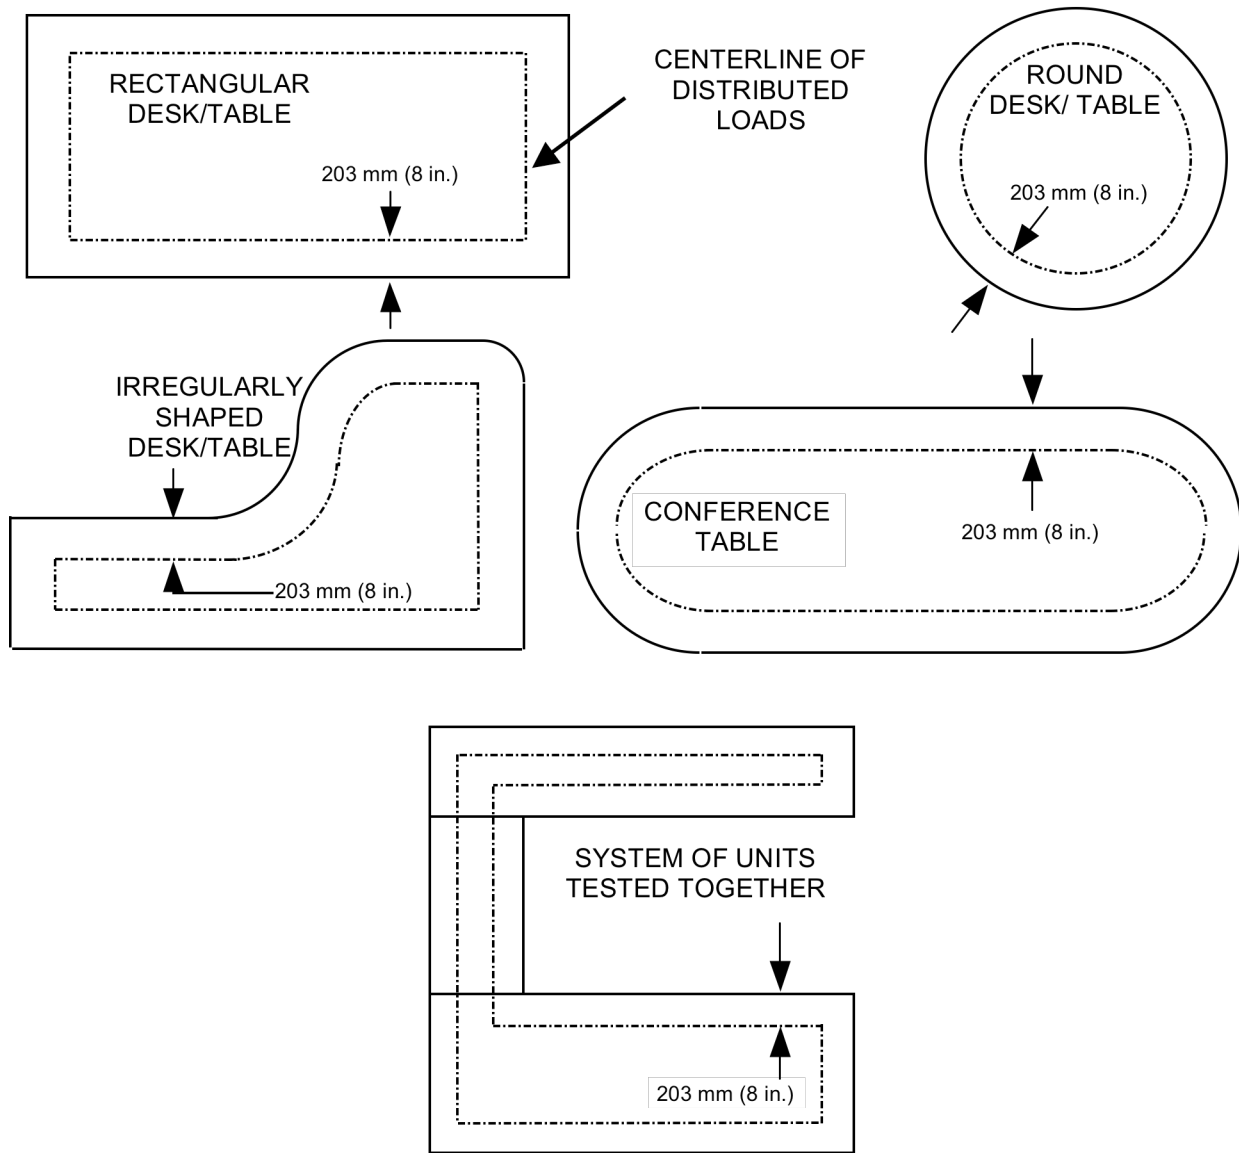 RECTANGULAR
DESK/TABLE
203 mm (8 in.)
CENTERLINE OF
DISTRIBUTED
LOADS
ROUND
DESK/ TABLE
203 mm (8 in.)
IRREGULARLY
SHAPED
DESK/TABLE
203 mm (8 in.)
CONFERENCE
TABLE
203 mm (8 in.)
SYSTEM OF UNITS
TESTED TOGETHER
203 mm (8 in.)